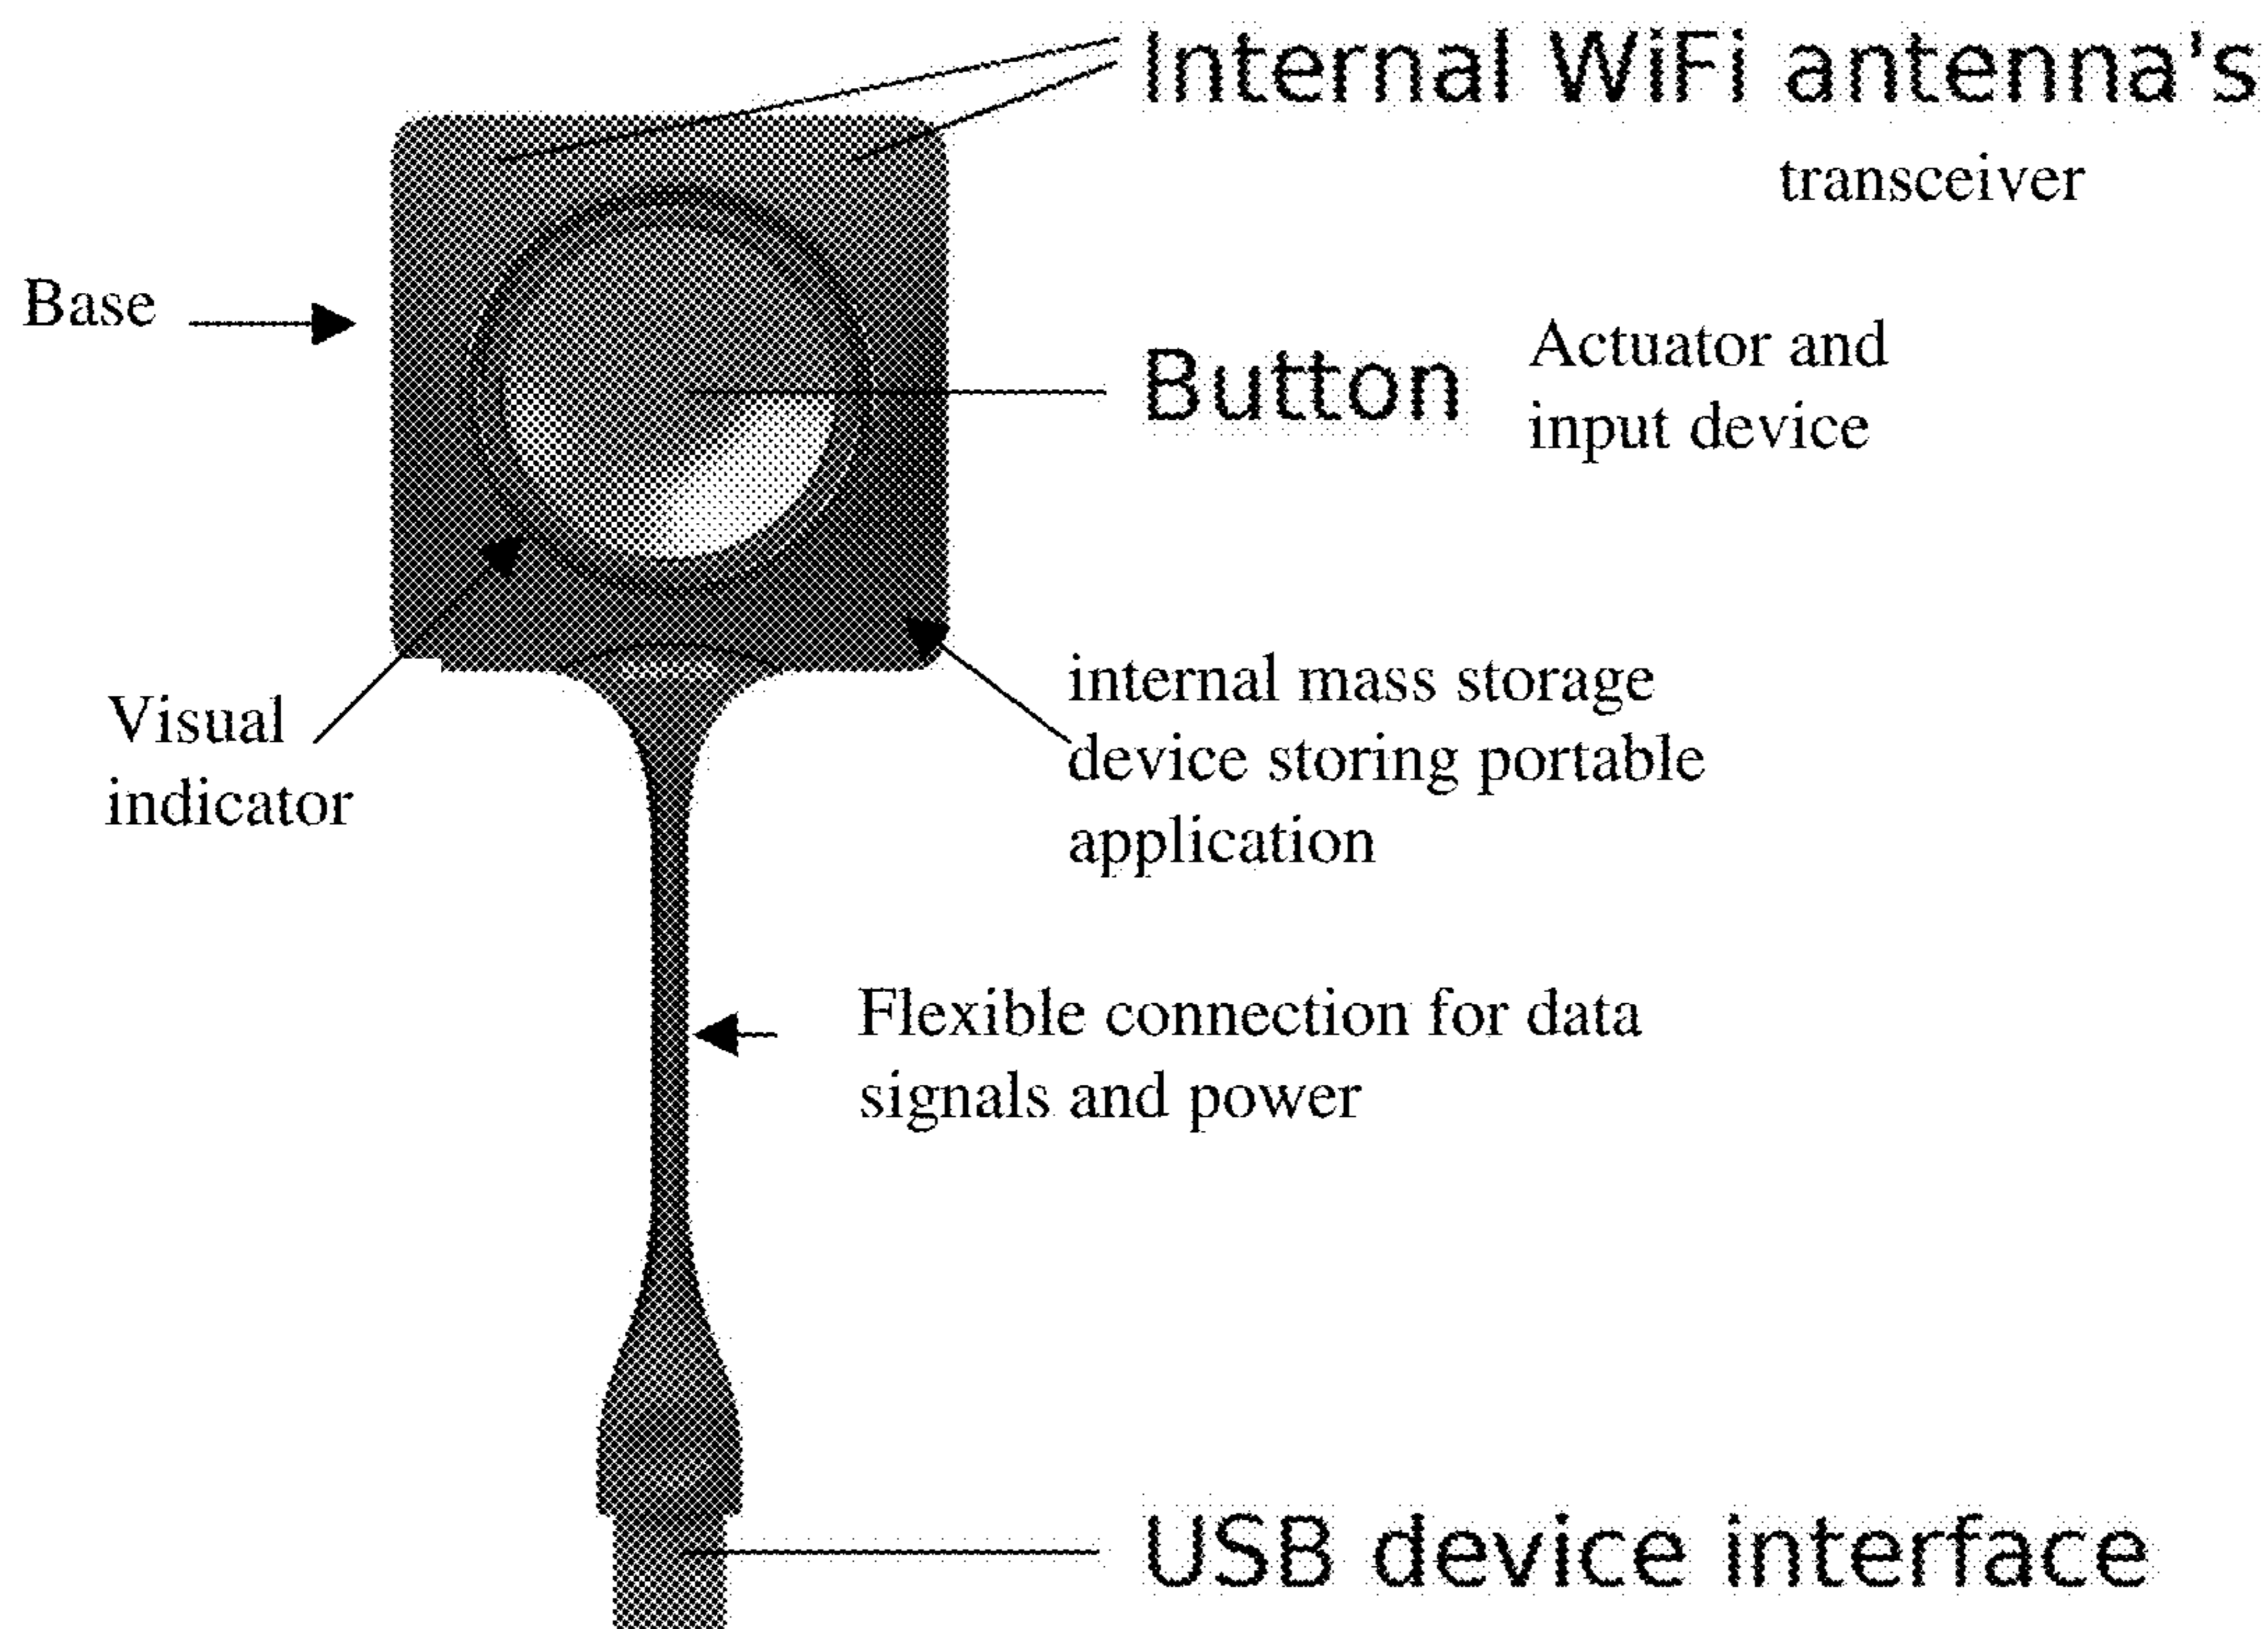 Internal WiFi antenna's
transceiver
Base
Button
Actuator and
input device
Visual
indicator
internal mass storage
device storing portable
application
Flexible connection for data
signals and power
USB device interface